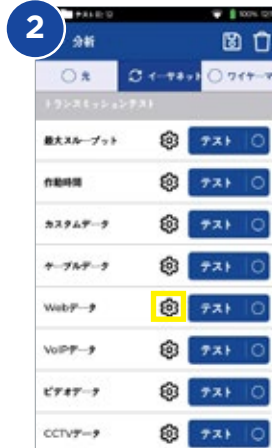 2
分析
光 イーサネット ワイヤーマ
トランスミッションテスト
最大スループット テスト
作動時間 テスト
カスタムデータ テスト
ケーブルデータ テスト
Webデータ テスト
VoIPデータ テスト
ビデオデータ テスト
CCTVデータ テスト